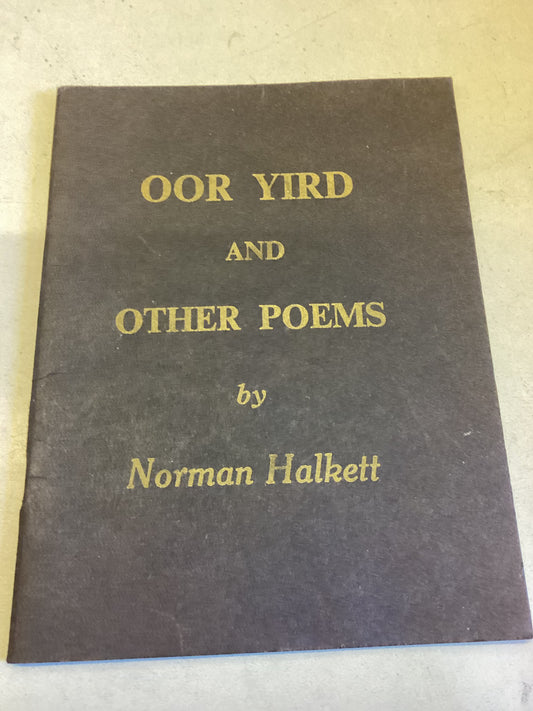 OOR YIRD
AND
OTHER POEMS
by
Norman Halkett